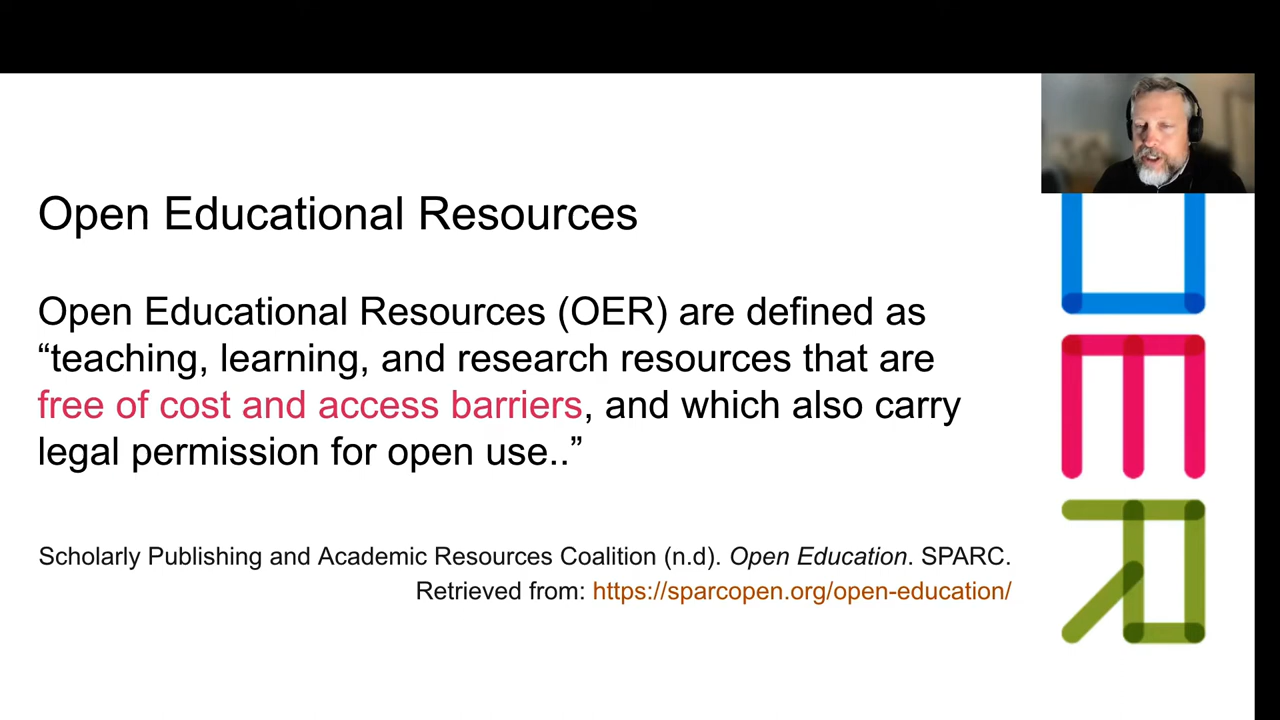 Open Educational Resources
Open Educational Resources (OER) are defined as
“teaching, learning, and research resources that are
free of cost and access barriers, and which also carry
legal permission for open use..”
Scholarly Publishing and Academic Resources Coalition (n.d). Open Education. SPARC.
Retrieved from: https://sparcopen.org/open-education/